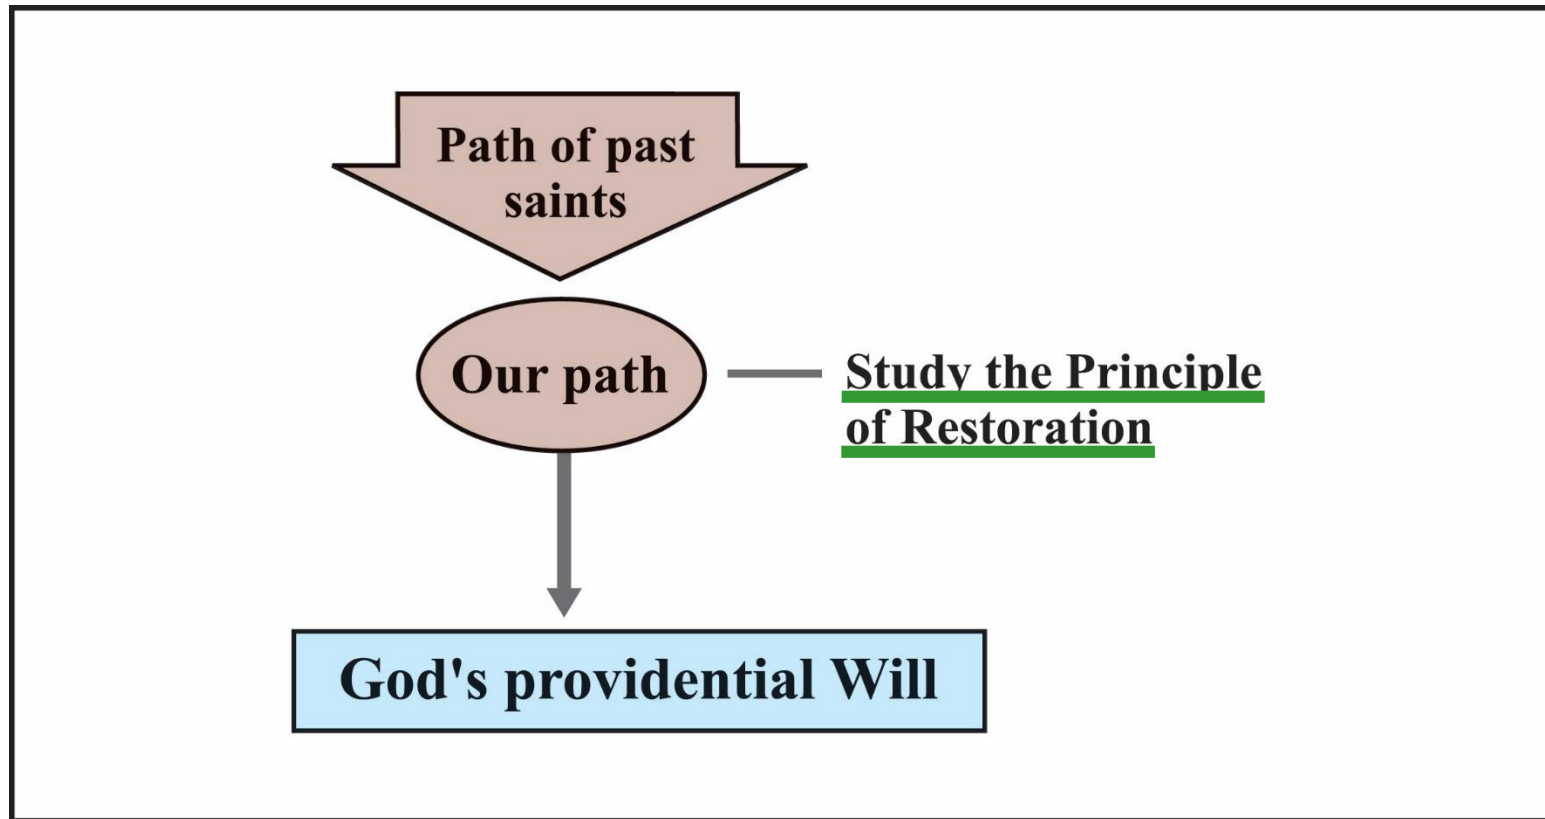 Path of past
saints
Our path
Study the Principle
of Restoration
God's providential Will